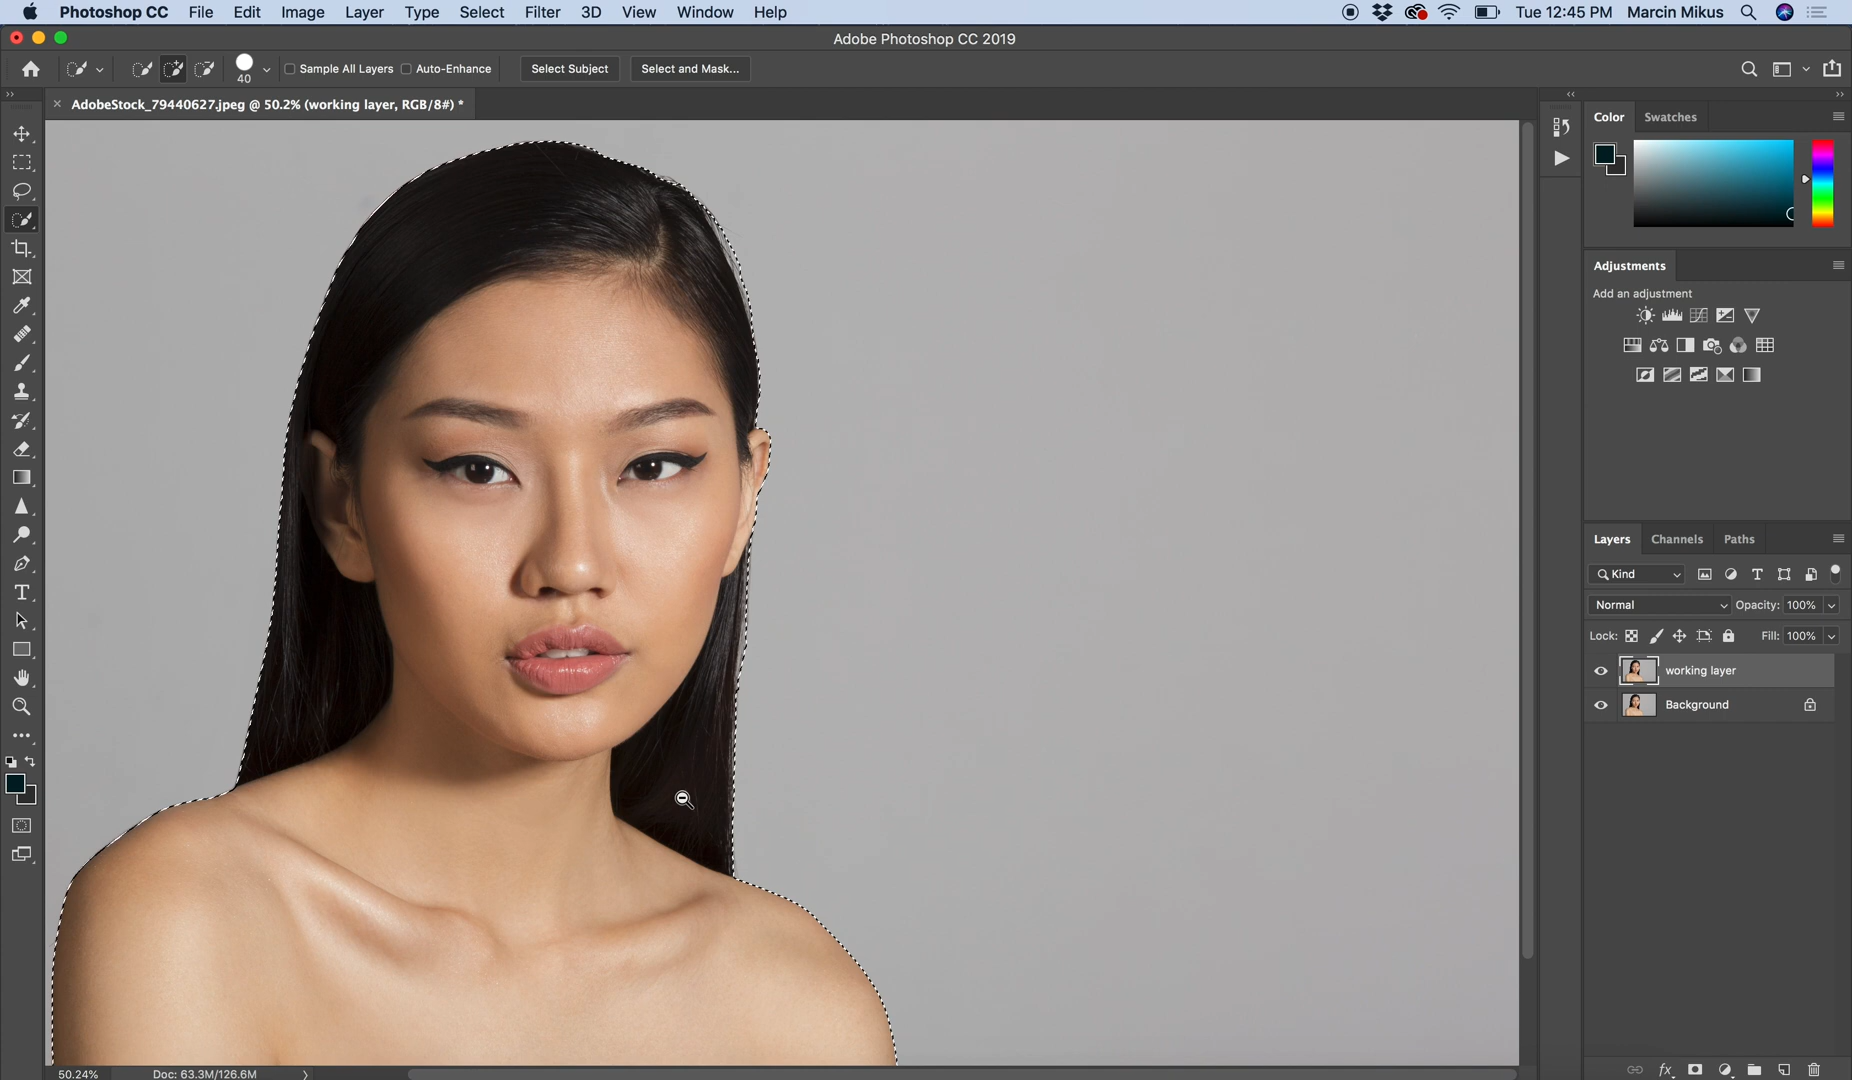 Photoshop CC File Edit Image Layer Type Select Filter 3D View Window Help Tue 12:45 PM Marcin Mikus
Adobe Photoshop CC 2019
40 Sample All Layers Auto-Enhance Select Subject Select and Mask...
AdobeStock_79440627.jpeg @ 50.2% (working layer, RGB/8#) *
Color Swatches
Adjustments
Add an adjustment
Layers Channels Paths
Kind
Normal Opacity: 100%
Lock: Fill: 100%
working layer
Background
50.24% Doc: 63.3M/126.6M